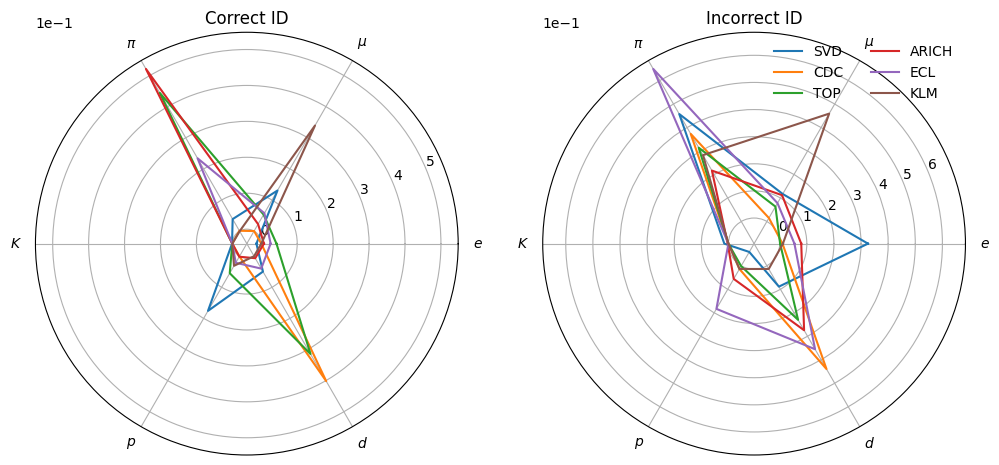 Correct ID
1e−1
π
μ
K
e
p
d
0
1
2
3
4
5
Incorrect ID
1e−1
π
μ
K
e
p
d
0
1
2
3
4
5
6
SVD
CDC
TOP
ARICH
ECL
KLM